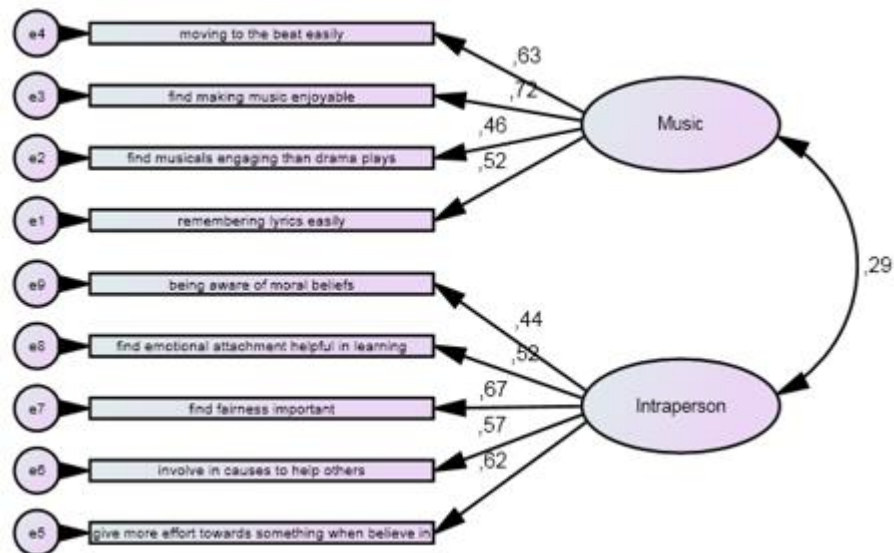 e4
moving to the beat easily
,63
e3
find making music enjoyable
,72
Music
e2
find musicals engaging than drama plays
,46
e1
remembering lyrics easily
,52
e9
being aware of moral beliefs
,44
,29
e8
find emotional attachment helpful in learning
,52
e7
find fairness important
,67
Intraperson
e6
involve in causes to help others
,57
e5
give more effort towards something when believe in
,62